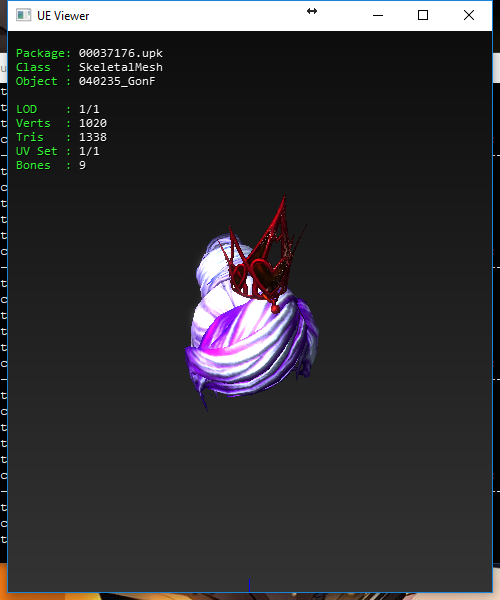 UE Viewer
Package: 00037176.upk
Class : SkeletalMesh
Object : 040235_GonF
LOD : 1/1
Verts : 1020
Tris : 1338
UV Set : 1/1
Bones : 9